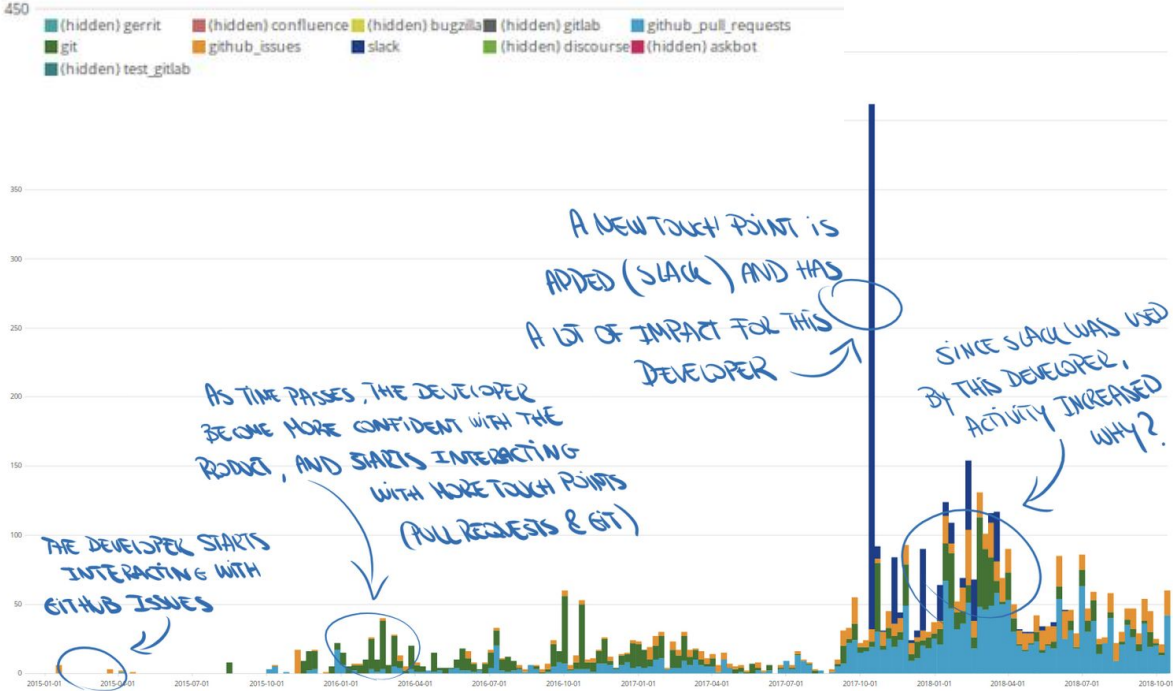 450
(hidden) gerrit (hidden) confluence (hidden) bugzilla (hidden) gitlab github_pull_requests
git github_issues slack (hidden) discourse (hidden) askbot
(hidden) test_gitlab
350
300
250
200
150
100
50
0
A NEW TOUCH POINT iS
ADDED (SLACK) AND HAS
A LOT OF IMPACT FOR THIS
DEVELOPER
SINCE SLACK WAS USED
BY THIS DEVELOPER,
ACTIVITY INCREASED
WHY?
AS TIME PASSES, THE DEVELOPER
BECOME MORE CONFIDENT WITH THE
PRODUCT, AND STARTS INTERACTING
WITH MORE TOUCH POINTS
(PULL REQUESTS & GIT)
THE DEVELOPER STARTS
INTERACTING WITH
GITHUB ISSUES
2015-01-01 2015-04-01 2015-07-01 2015-10-01 2016-01-01 2016-04-01 2016-07-01 2016-10-01 2017-01-01 2017-04-01 2017-07-01 2017-10-01 2018-01-01 2018-04-01 2018-07-01 2018-10-01